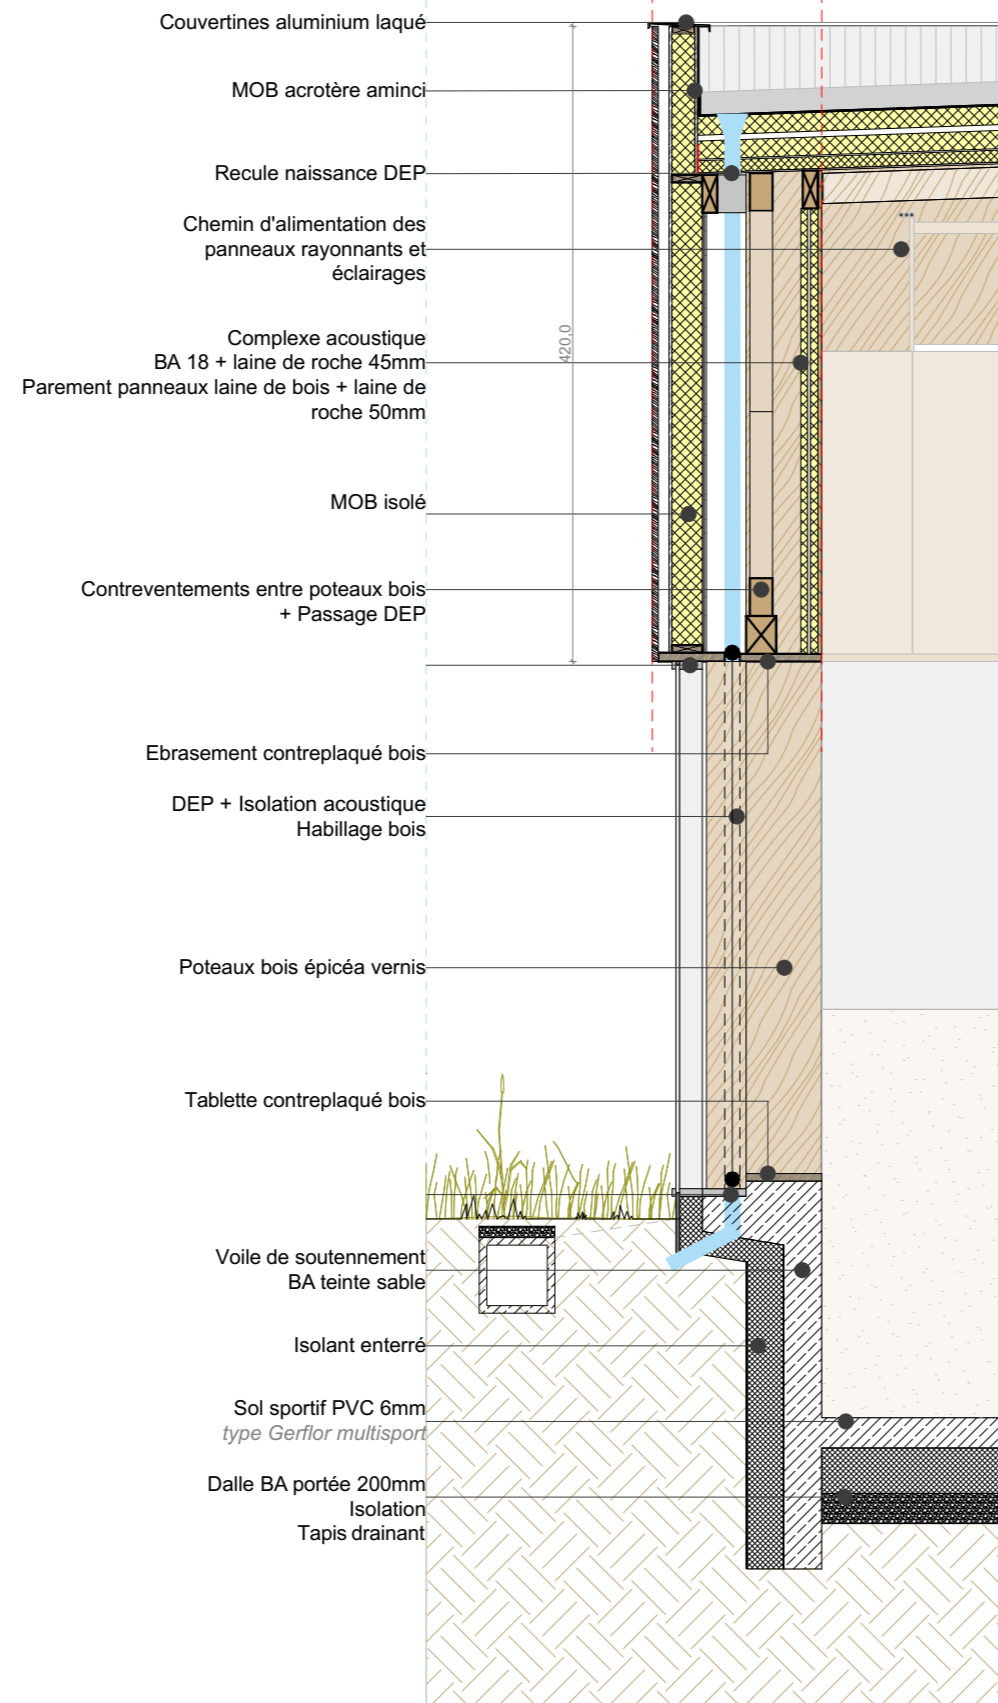 Couvertines aluminium laqué
MOB acrotère aminci
Recule naissance DEP
Chemin d'alimentation des
panneaux rayonnants et
éclairages
420,0
Complexe acoustique
BA 18 + laine de roche 45mm
Parement panneaux laine de bois + laine de
roche 50mm
MOB isolé
Contreventements entre poteaux bois
+ Passage DEP
Ebrasement contreplaqué bois
DEP + Isolation acoustique
Habillage bois
Poteaux bois épicéa vernis
Tablette contreplaqué bois
Voile de soutennement
BA teinte sable
Isolant enterré
Sol sportif PVC 6mm
type Gerflor multisport
Dalle BA portée 200mm
Isolation
Tapis drainant